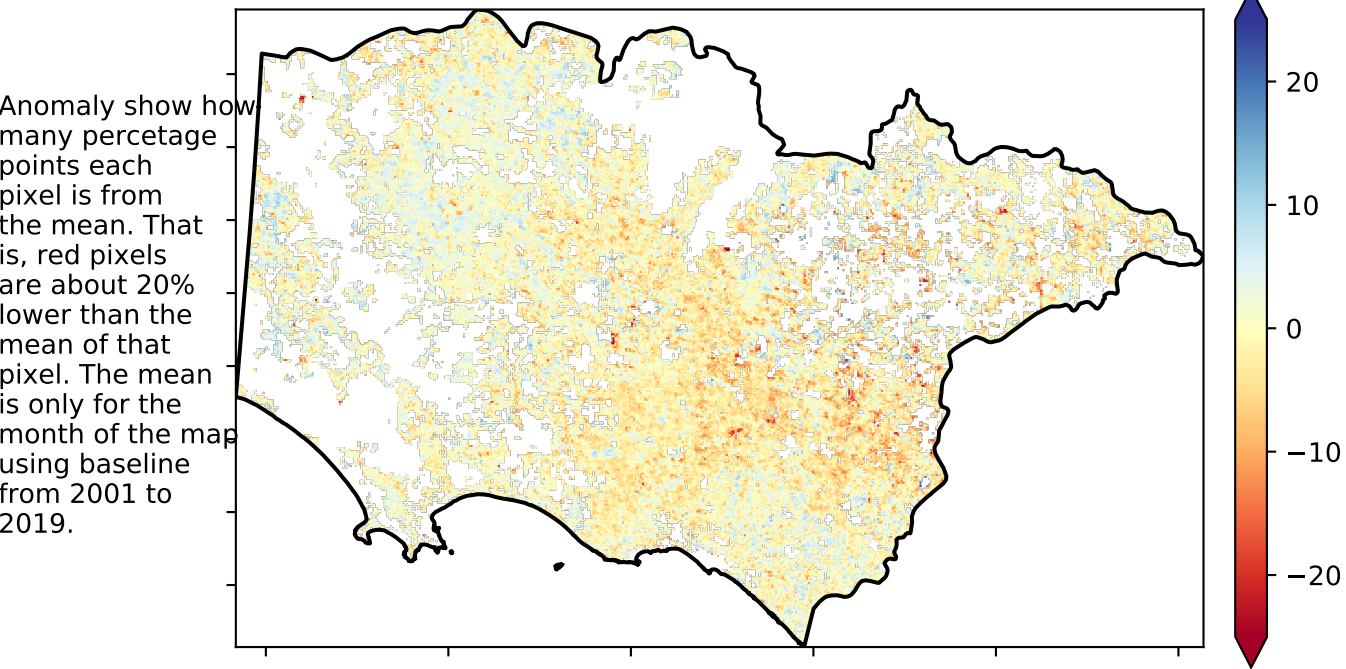 Anomaly show how
many percetage
points each
pixel is from
the mean. That
is, red pixels
are about 20%
lower than the
mean of that
pixel. The mean
is only for the
month of the map
using baseline
from 2001 to
2019.
20
10
0
−10
−20